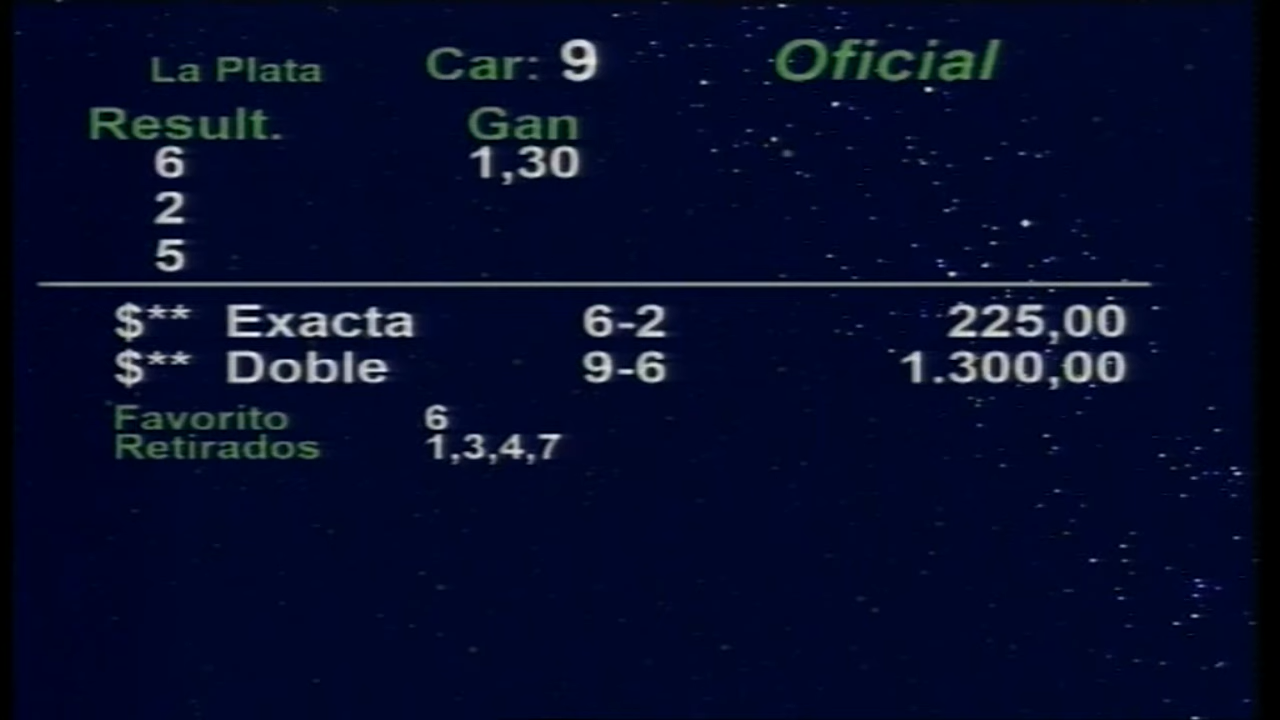 La Plata Car: 9 Oficial
Result. Gan
6 1,30
2
5
$** Exacta 6-2 225,00
$** Doble 9-6 1.300,00
Favorito 6
Retirados 1,3,4,7